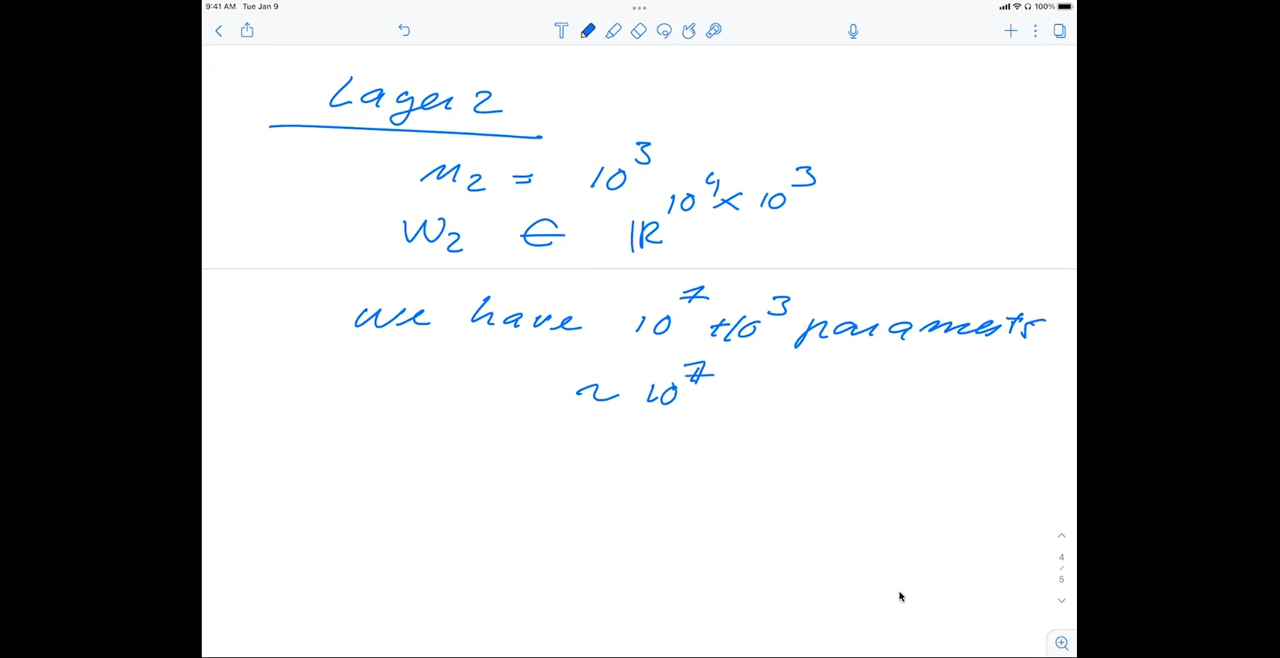 9:41 AM Tue Jan 9
100%
T
Layer 2
n₂ = 10³
W₂ ∈ ℝ^{10⁴ × 10³}
We have 10⁷ + 10³ paraments
~ 10⁷
4
/
5